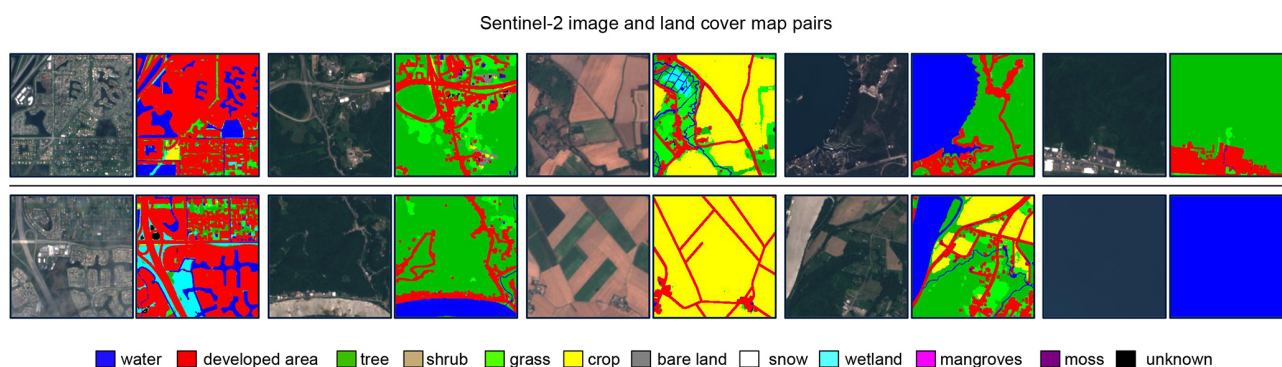 Sentinel-2 image and land cover map pairs
water developed area tree shrub grass crop bare land snow wetland mangroves moss unknown